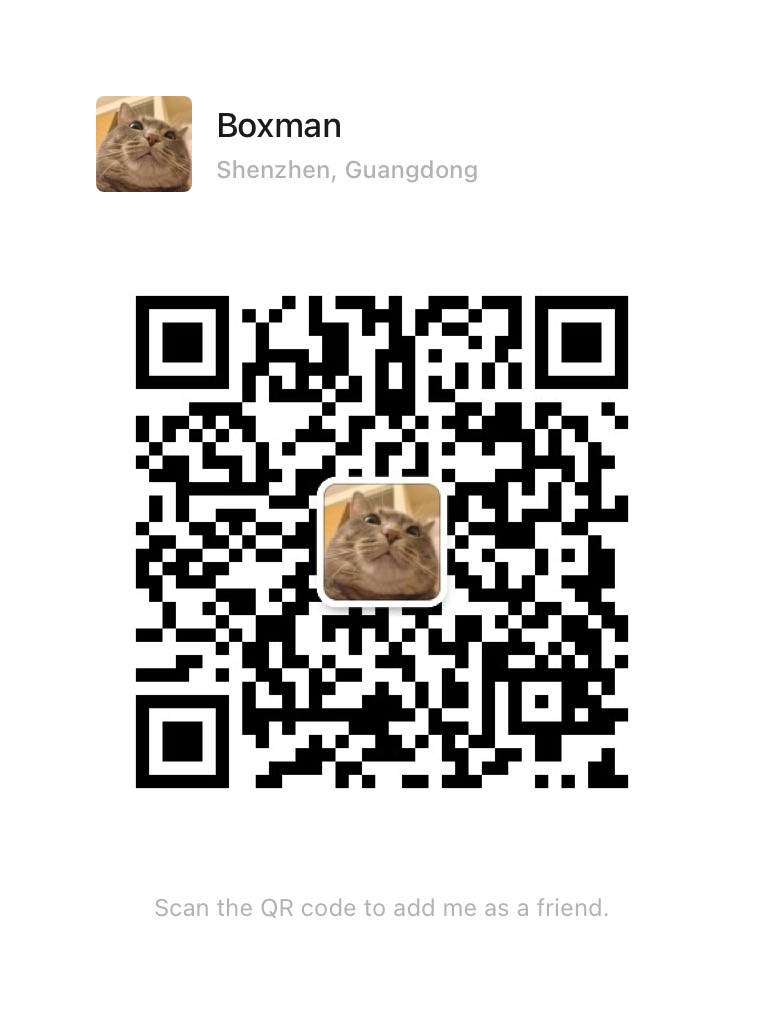 Boxman
Shenzhen, Guangdong
Scan the QR code to add me as a friend.